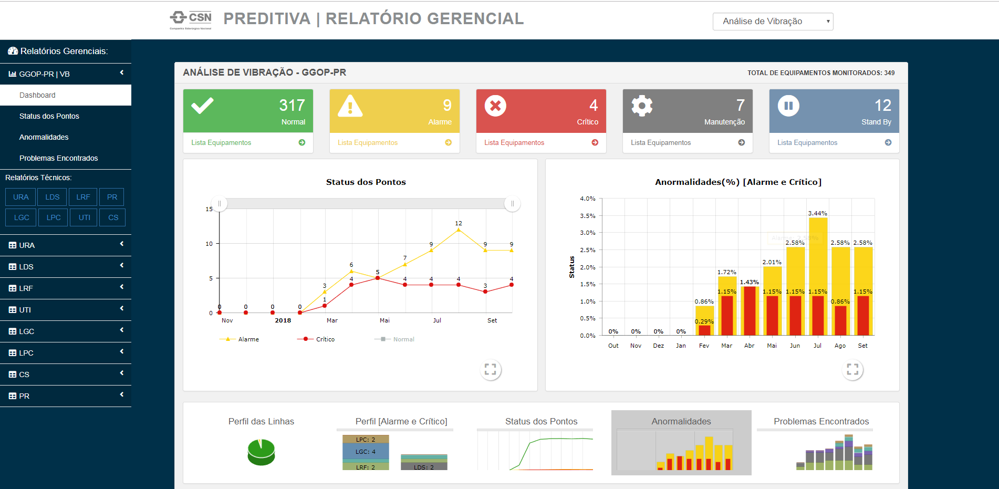 CSN
Companhia Siderúrgica Nacional
PREDITIVA | RELATÓRIO GERENCIAL
Análise de Vibração
Relatórios Gerenciais:
GGOP-PR | VB
Dashboard
Status dos Pontos
Anormalidades
Problemas Encontrados
Relatórios Técnicos:
URA LDS LRF PR
LGC LPC UTI CS
URA
LDS
LRF
UTI
LGC
LPC
CS
PR
ANÁLISE DE VIBRAÇÃO - GGOP-PR
TOTAL DE EQUIPAMENTOS MONITORADOS: 349
317
Normal
Lista Equipamentos
9
Alarme
Lista Equipamentos
4
Crítico
Lista Equipamentos
7
Manutenção
Lista Equipamentos
12
Stand By
Lista Equipamentos
Status dos Pontos
15
10
5
0
0 0 0 0 3 6 5 7 9 12 9 9
1 4 4 4 4 3 4
Nov 2018 Mar Mai Jul Set
Alarme Crítico Normal
Anormalidades(%) [Alarme e Crítico]
Status
4.0%
3.5%
3.0%
2.5%
2.0%
1.5%
1.0%
0.5%
0.0%
Alarme: 2.58%
0% 0% 0% 0% 0.86% 1.72% 1.43% 2.01% 2.58% 3.44% 2.58% 2.58%
0.29% 1.15% 1.15% 1.15% 1.15% 0.86% 1.15%
Out Nov Dez Jan Fev Mar Abr Mai Jun Jul Ago Set
Perfil das Linhas
Perfil [Alarme e Crítico]
LPC: 2
LGC: 4
LRF: 2
LDS: 2
Status dos Pontos
Anormalidades
Problemas Encontrados